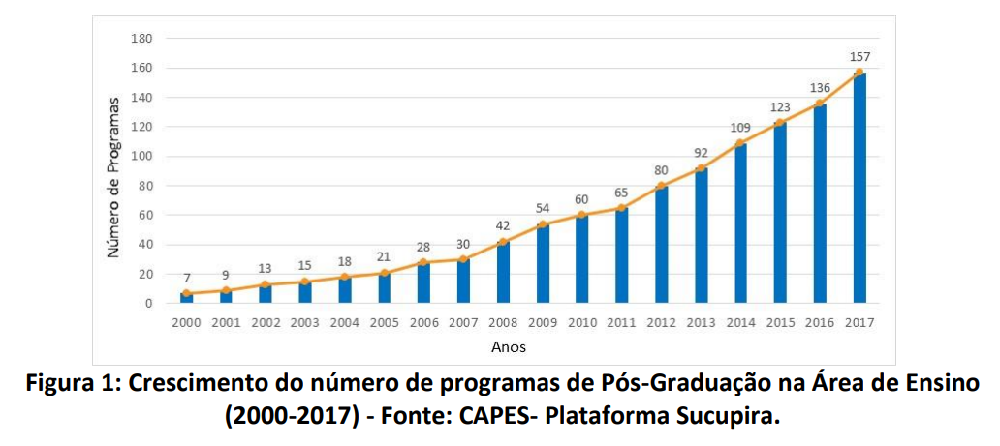 180
160
140
120
100
80
60
40
20
0
Número de Programas
7 9 13 15 18 21 28 30 42 54 60 65 80 92 109 123 136 157
2000 2001 2002 2003 2004 2005 2006 2007 2008 2009 2010 2011 2012 2013 2014 2015 2016 2017
Anos
Figura 1: Crescimento do número de programas de Pós-Graduação na Área de Ensino
(2000-2017) - Fonte: CAPES- Plataforma Sucupira.